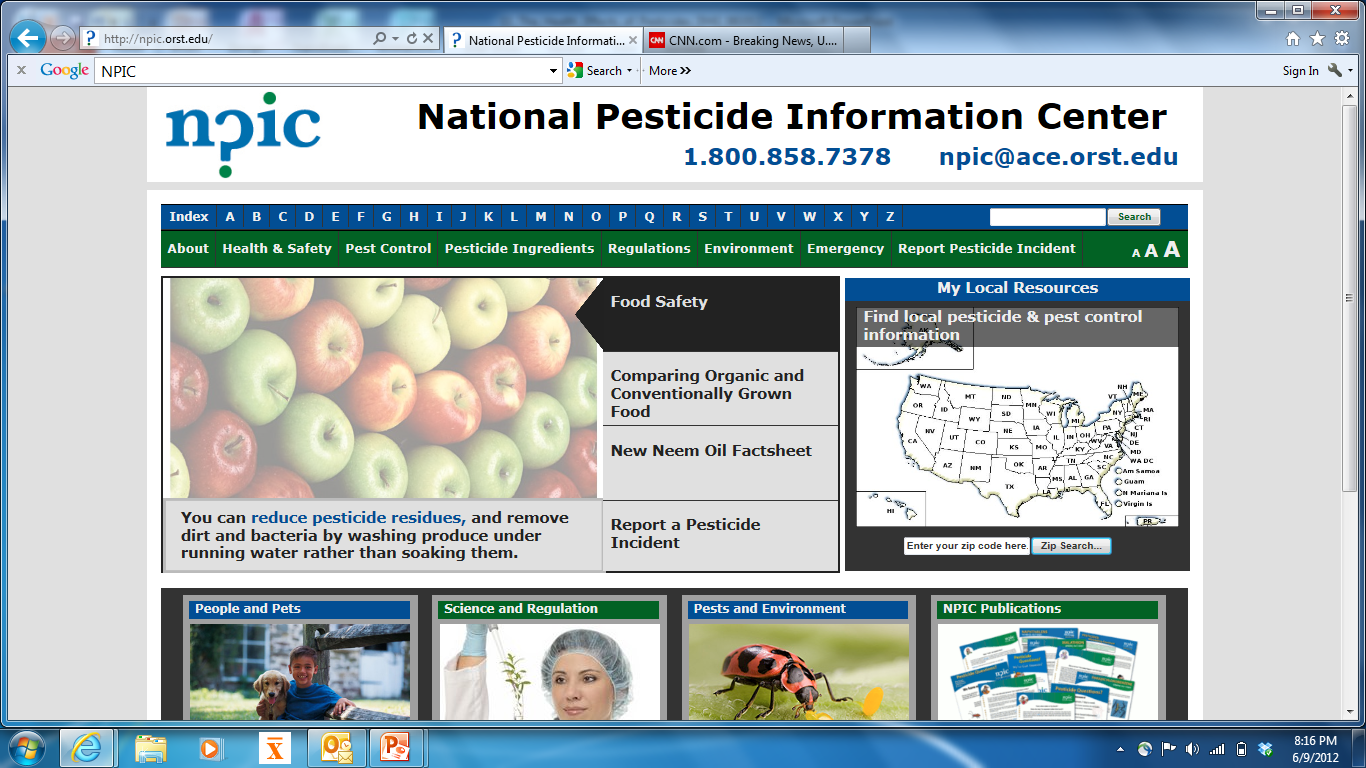 http://npic.orst.edu/
National Pesticide Informati...
CNN.com - Breaking News, U....
x Google NPIC Search More »
Sign In
npic
National Pesticide Information Center
1.800.858.7378 npic@ace.orst.edu
Index A B C D E F G H I J K L M N O P Q R S T U V W X Y Z Search
About Health & Safety Pest Control Pesticide Ingredients Regulations Environment Emergency Report Pesticide Incident A A A
Food Safety
Comparing Organic and
Conventionally Grown
Food
New Neem Oil Factsheet
Report a Pesticide
Incident
You can reduce pesticide residues, and remove
dirt and bacteria by washing produce under
running water rather than soaking them.
My Local Resources
Find local pesticide & pest control
information
WA
MT
ND
MN
OR
ID
WY
SD
WI
MI
NH
VT
ME
NY
MA
RI
CT
NJ
DE
MD
WA DC
NV
UT
CO
NE
IA
IL
IN
OH
PA
WV
VA
CA
KS
MO
KY
NC
TN
SC
AZ
NM
OK
AR
MS
AL
GA
TX
LA
FL
HI
PR
Am Samoa
Guam
N Mariana Is
Virgin Is
Enter your zip code here. Zip Search...
People and Pets
Science and Regulation
Pests and Environment
NPIC Publications
8:16 PM
6/9/2012